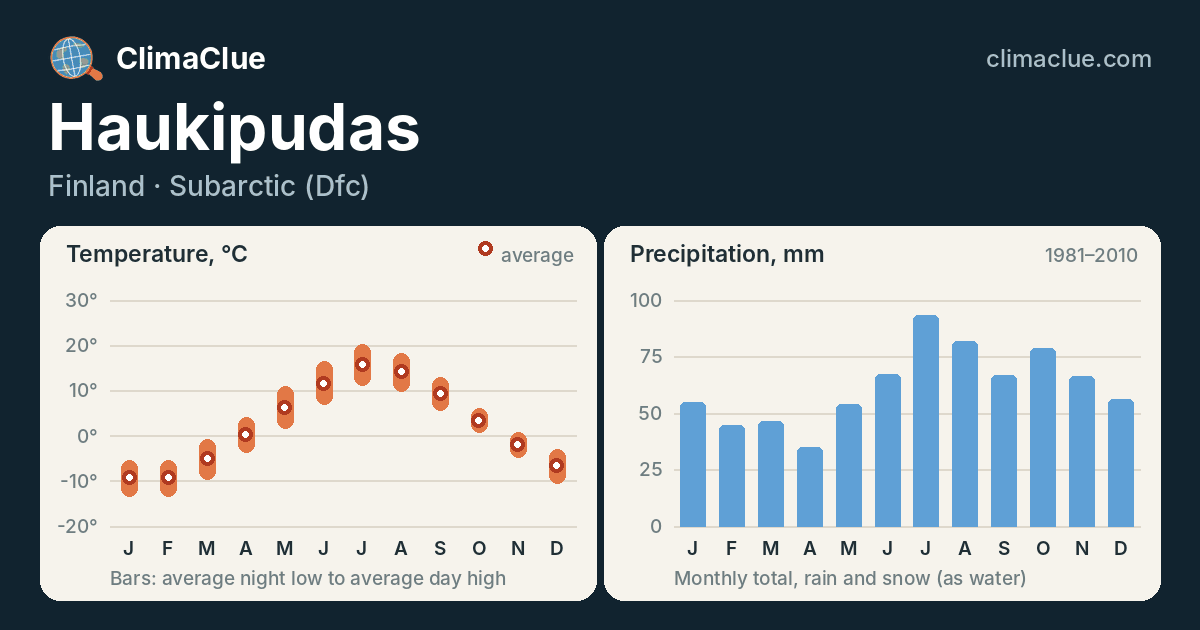 ClimaClue
climaclue.com
Haukipudas
Finland · Subarctic (Dfc)
Temperature, °C
average
30°
20°
10°
0°
-10°
-20°
J F M A M J J A S O N D
Bars: average night low to average day high
Precipitation, mm
1981–2010
100
75
50
25
0
J F M A M J J A S O N D
Monthly total, rain and snow (as water)